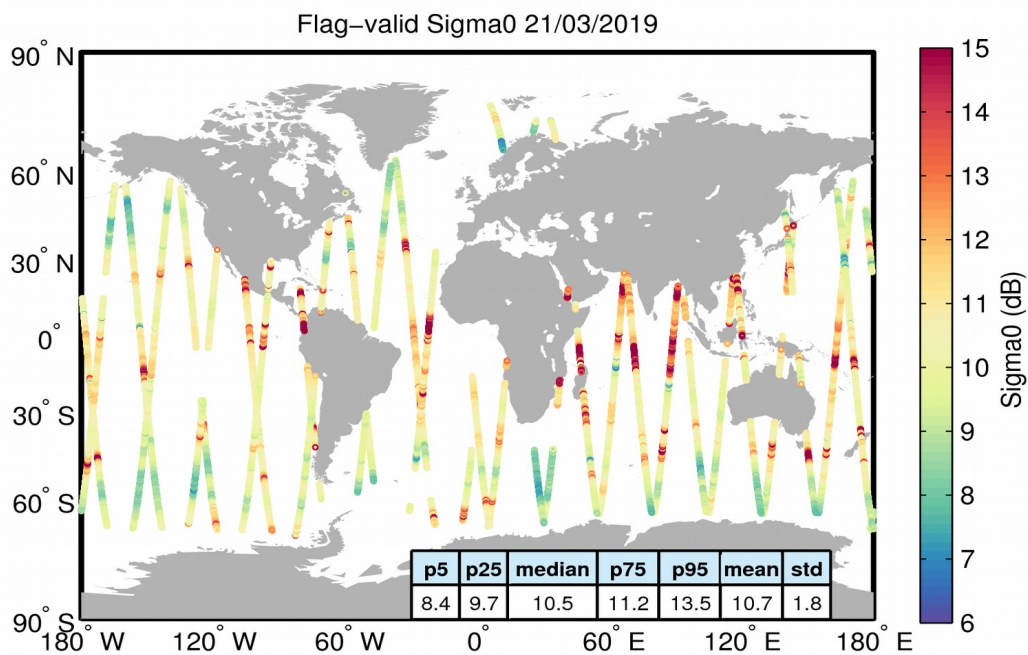 Flag−valid Sigma0 21/03/2019
90° N
60° N
30° N
0°
30° S
60° S
90° S
180° W
120° W
60° W
0°
60° E
120° E
180° E
15
14
13
12
11
10
9
8
7
6
Sigma0 (dB)
p5 p25 median p75 p95 mean std
8.4 9.7 10.5 11.2 13.5 10.7 1.8